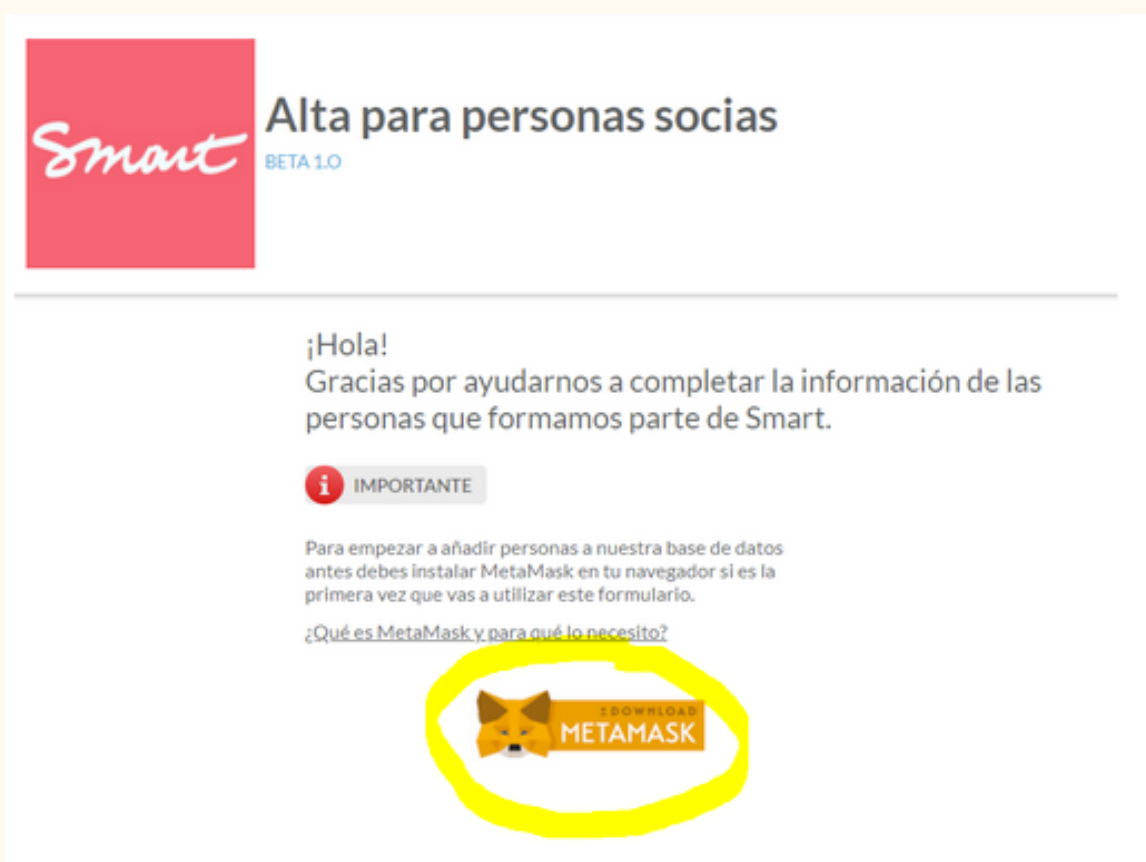 Smart
Alta para personas socias
BETA 1.0
¡Hola!
Gracias por ayudarnos a completar la información de las
personas que formamos parte de Smart.
i IMPORTANTE
Para empezar a añadir personas a nuestra base de datos
antes debes instalar MetaMask en tu navegador si es la
primera vez que vas a utilizar este formulario.
¿Qué es MetaMask y para qué lo necesito?
DOWNLOAD
METAMASK